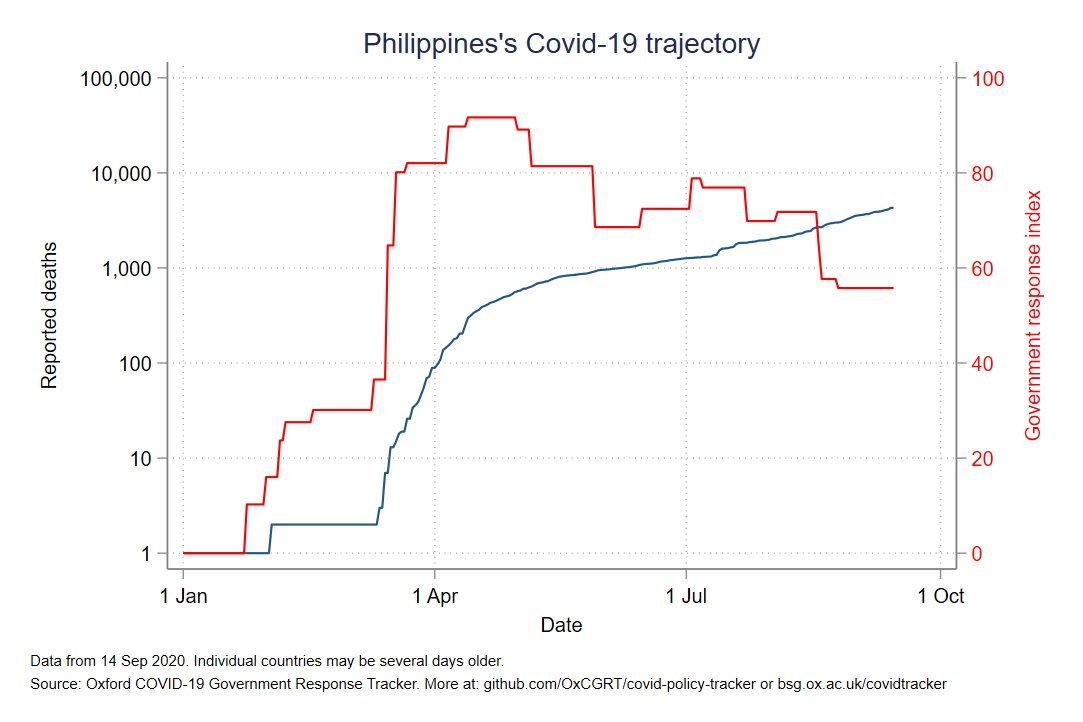 Philippines's Covid-19 trajectory
100,000
10,000
1,000
100
10
1
Reported deaths
100
80
60
40
20
0
Government response index
1 Jan
1 Apr
1 Jul
1 Oct
Date
Data from 14 Sep 2020. Individual countries may be several days older.
Source: Oxford COVID-19 Government Response Tracker. More at: github.com/OxCGRT/covid-policy-tracker or bsg.ox.ac.uk/covidtracker